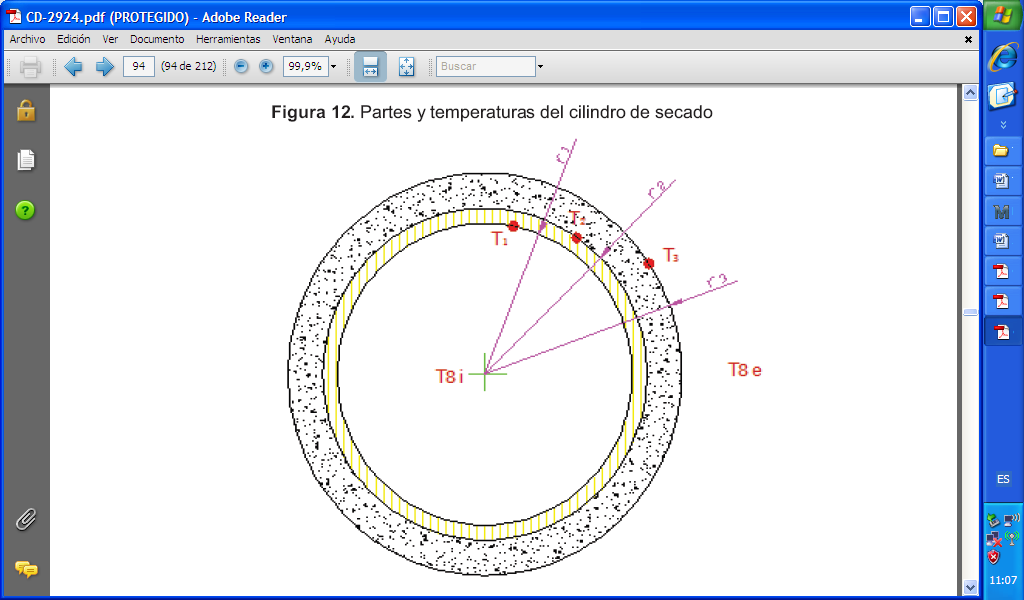 CD-2924.pdf (PROTEGIDO) - Adobe Reader
Archivo Edición Ver Documento Herramientas Ventana Ayuda
94 (94 de 212) 99,9% Buscar
Figura 12. Partes y temperaturas del cilindro de secado
r1
r2
T2
T1
T3
r3
T8 i
T8 e
ES
11:07